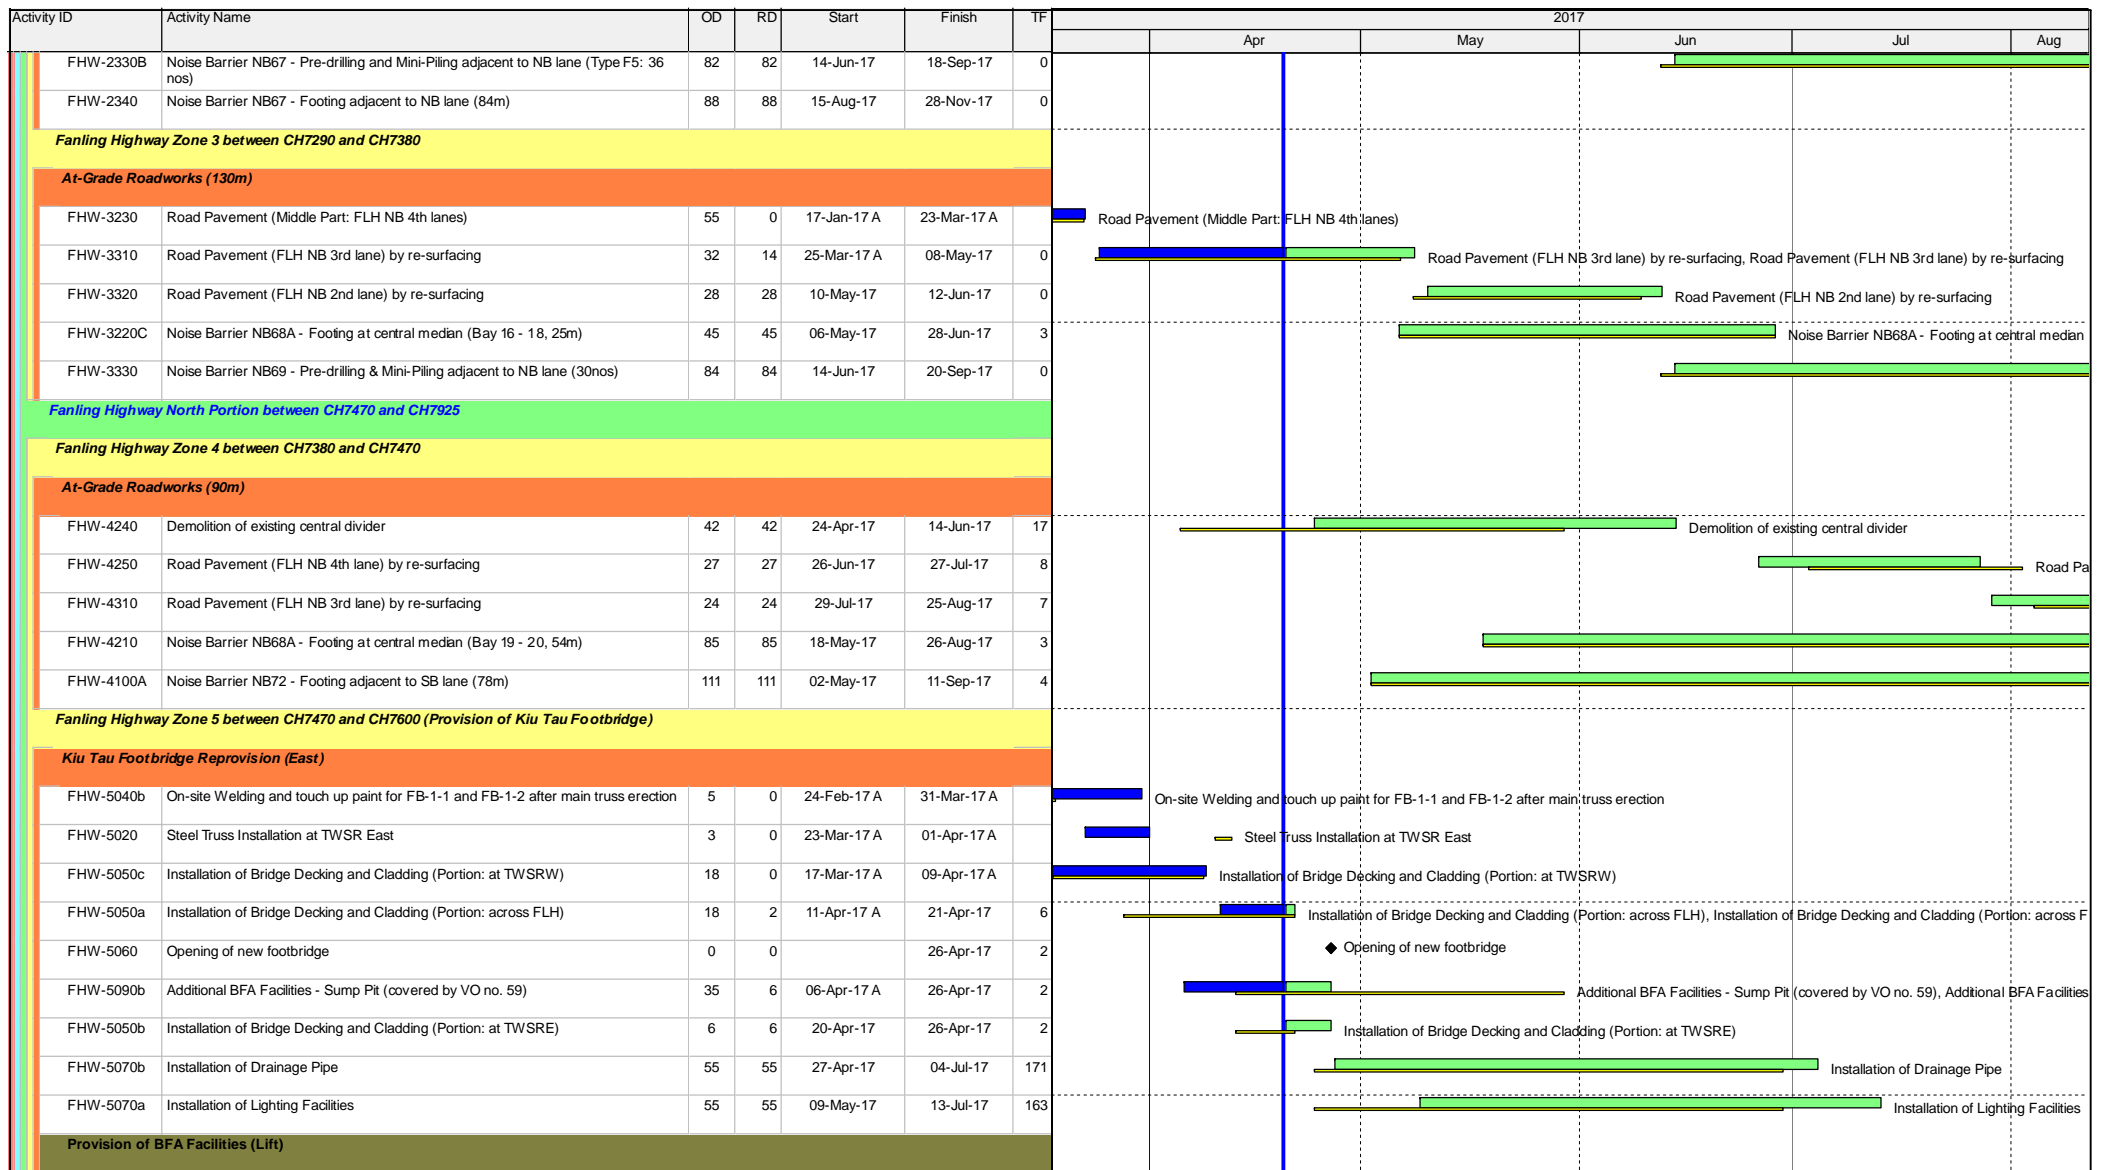 Activity ID Activity Name OD RD Start Finish TF 2017
Apr May Jun Jul Aug
FHW-2330B Noise Barrier NB67 - Pre-drilling and Mini-Piling adjacent to NB lane (Type F5: 36 82 82 14-Jun-17 18-Sep-17 0
nos)
FHW-2340 Noise Barrier NB67 - Footing adjacent to NB lane (84m) 88 88 15-Aug-17 28-Nov-17 0
Fanling Highway Zone 3 between CH7290 and CH7380
At-Grade Roadworks (130m)
FHW-3230 Road Pavement (Middle Part: FLH NB 4th lanes) 55 0 17-Jan-17 A 23-Mar-17 A Road Pavement (Middle Part: FLH NB 4th lanes)
FHW-3310 Road Pavement (FLH NB 3rd lane) by re-surfacing 32 14 25-Mar-17 A 08-May-17 0 Road Pavement (FLH NB 3rd lane) by re-surfacing, Road Pavement (FLH NB 3rd lane) by re-surfacing
FHW-3320 Road Pavement (FLH NB 2nd lane) by re-surfacing 28 28 10-May-17 12-Jun-17 0 Road Pavement (FLH NB 2nd lane) by re-surfacing
FHW-3220C Noise Barrier NB68A - Footing at central median (Bay 16 - 18, 25m) 45 45 06-May-17 28-Jun-17 3 Noise Barrier NB68A - Footing at central median
FHW-3330 Noise Barrier NB69 - Pre-drilling & Mini-Piling adjacent to NB lane (30nos) 84 84 14-Jun-17 20-Sep-17 0
Fanling Highway North Portion between CH7470 and CH7925
Fanling Highway Zone 4 between CH7380 and CH7470
At-Grade Roadworks (90m)
FHW-4240 Demolition of existing central divider 42 42 24-Apr-17 14-Jun-17 17 Demolition of existing central divider
FHW-4250 Road Pavement (FLH NB 4th lane) by re-surfacing 27 27 26-Jun-17 27-Jul-17 8 Road Pa
FHW-4310 Road Pavement (FLH NB 3rd lane) by re-surfacing 24 24 29-Jul-17 25-Aug-17 7
FHW-4210 Noise Barrier NB68A - Footing at central median (Bay 19 - 20, 54m) 85 85 18-May-17 26-Aug-17 3
FHW-4100A Noise Barrier NB72 - Footing adjacent to SB lane (78m) 111 111 02-May-17 11-Sep-17 4
Fanling Highway Zone 5 between CH7470 and CH7600 (Provision of Kiu Tau Footbridge)
Kiu Tau Footbridge Reprovision (East)
FHW-5040b On-site Welding and touch up paint for FB-1-1 and FB-1-2 after main truss erection 5 0 24-Feb-17 A 31-Mar-17 A On-site Welding and touch up paint for FB-1-1 and FB-1-2 after main truss erection
FHW-5020 Steel Truss Installation at TWSR East 3 0 23-Mar-17 A 01-Apr-17 A Steel Truss Installation at TWSR East
FHW-5050c Installation of Bridge Decking and Cladding (Portion: at TWSRW) 18 0 17-Mar-17 A 09-Apr-17 A Installation of Bridge Decking and Cladding (Portion: at TWSRW)
FHW-5050a Installation of Bridge Decking and Cladding (Portion: across FLH) 18 2 11-Apr-17 A 21-Apr-17 6 Installation of Bridge Decking and Cladding (Portion: across FLH), Installation of Bridge Decking and Cladding (Portion: across F
FHW-5060 Opening of new footbridge 0 0 26-Apr-17 2 Opening of new footbridge
FHW-5090b Additional BFA Facilities - Sump Pit (covered by VO no. 59) 35 6 06-Apr-17 A 26-Apr-17 2 Additional BFA Facilities - Sump Pit (covered by VO no. 59), Additional BFA Facilities
FHW-5050b Installation of Bridge Decking and Cladding (Portion: at TWSRE) 6 6 20-Apr-17 26-Apr-17 2 Installation of Bridge Decking and Cladding (Portion: at TWSRE)
FHW-5070b Installation of Drainage Pipe 55 55 27-Apr-17 04-Jul-17 171 Installation of Drainage Pipe
FHW-5070a Installation of Lighting Facilities 55 55 09-May-17 13-Jul-17 163 Installation of Lighting Facilities
Provision of BFA Facilities (Lift)